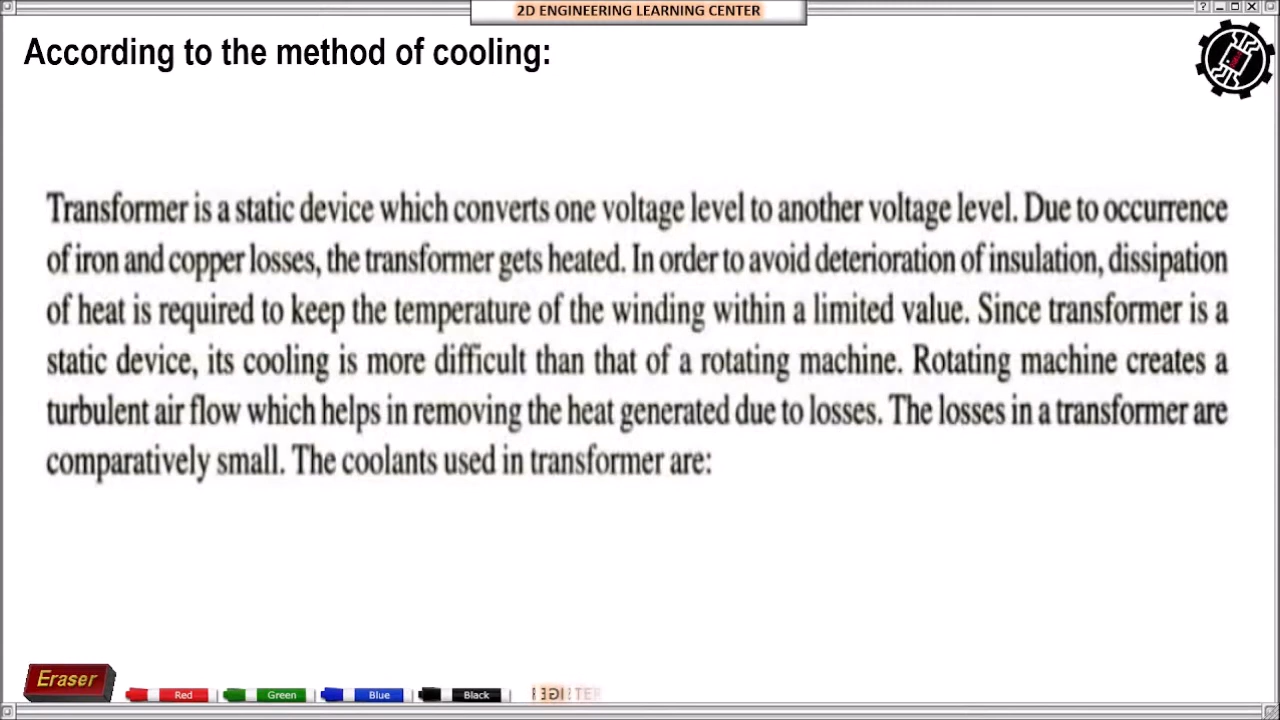 2D ENGINEERING LEARNING CENTER
According to the method of cooling:
Transformer is a static device which converts one voltage level to another voltage level. Due to occurrence
of iron and copper losses, the transformer gets heated. In order to avoid deterioration of insulation, dissipation
of heat is required to keep the temperature of the winding within a limited value. Since transformer is a
static device, its cooling is more difficult than that of a rotating machine. Rotating machine creates a
turbulent air flow which helps in removing the heat generated due to losses. The losses in a transformer are
comparatively small. The coolants used in transformer are:
Eraser
Red
Green
Blue
Black